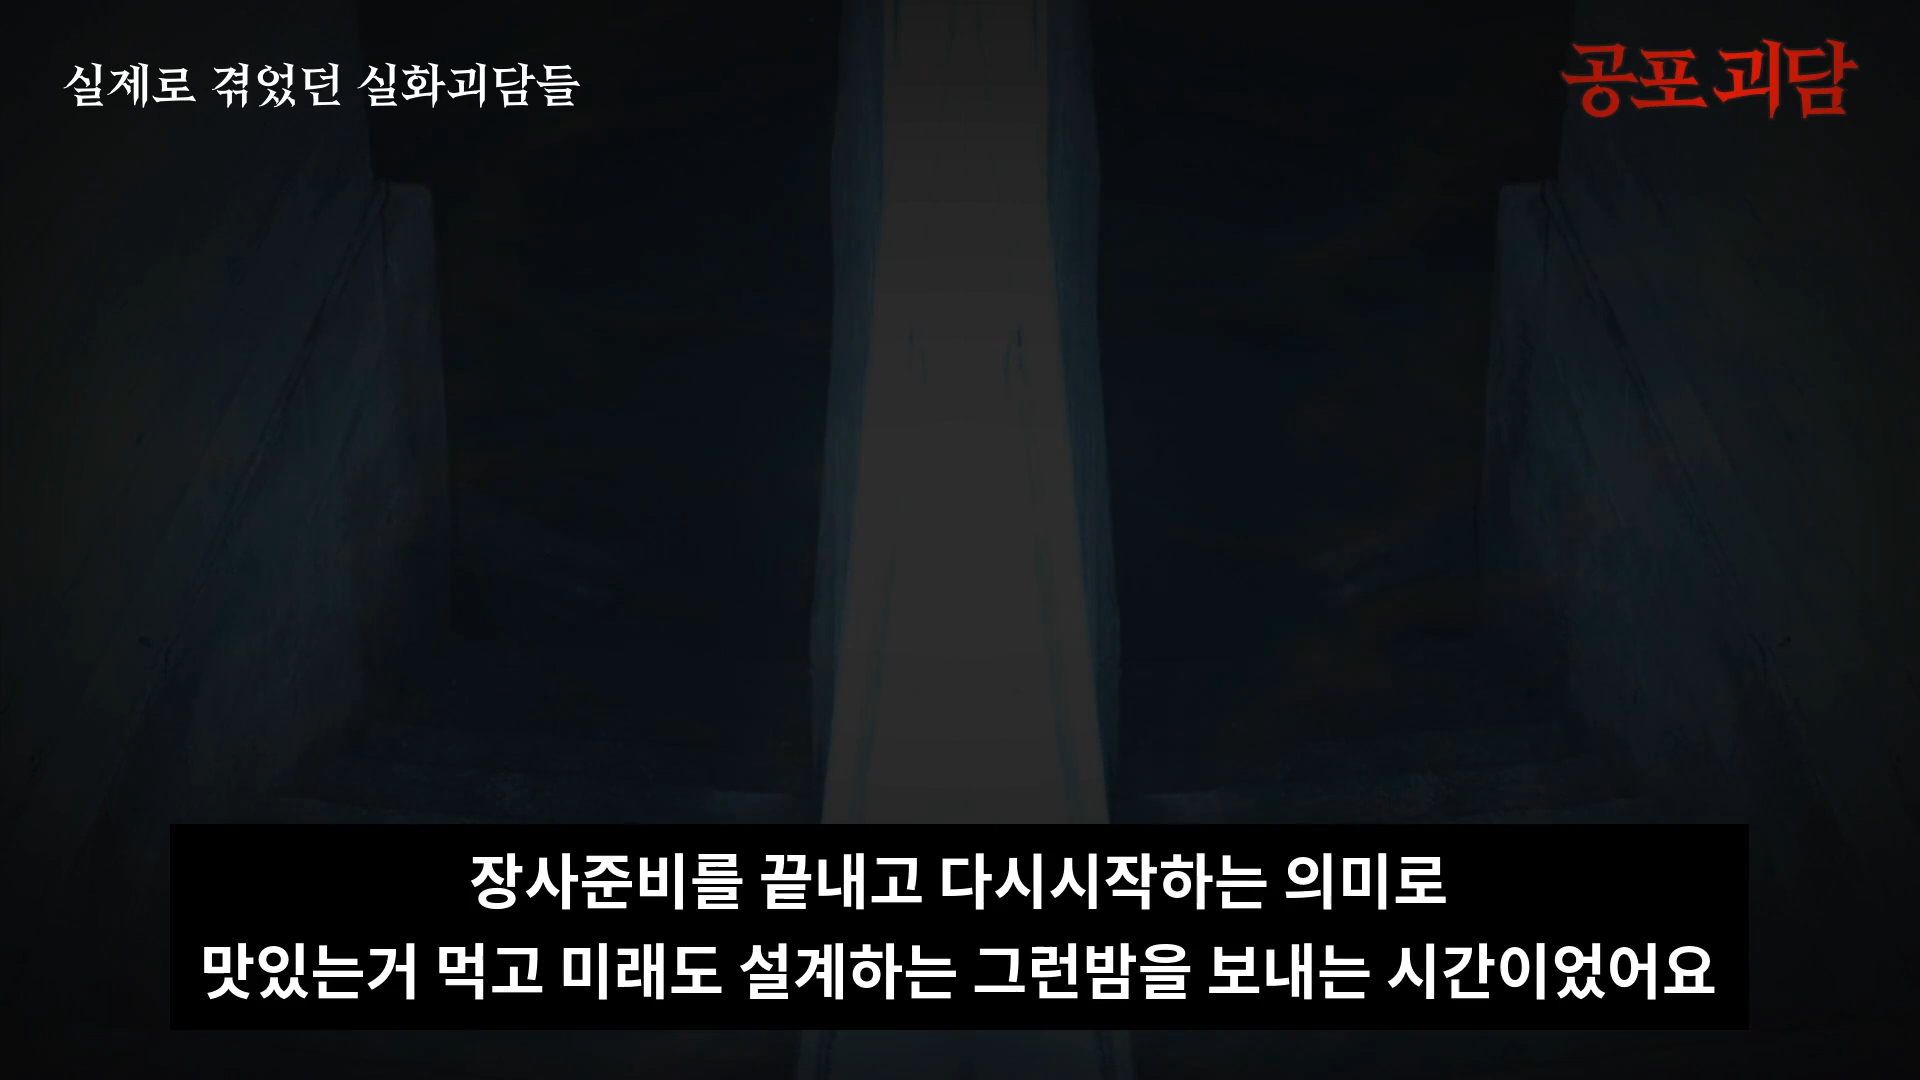 실제로 겪었던 실화괴담들
공포괴담
장사준비를 끝내고 다시시작하는 의미로
맛있는거 먹고 미래도 설계하는 그런밤을 보내는 시간이었어요